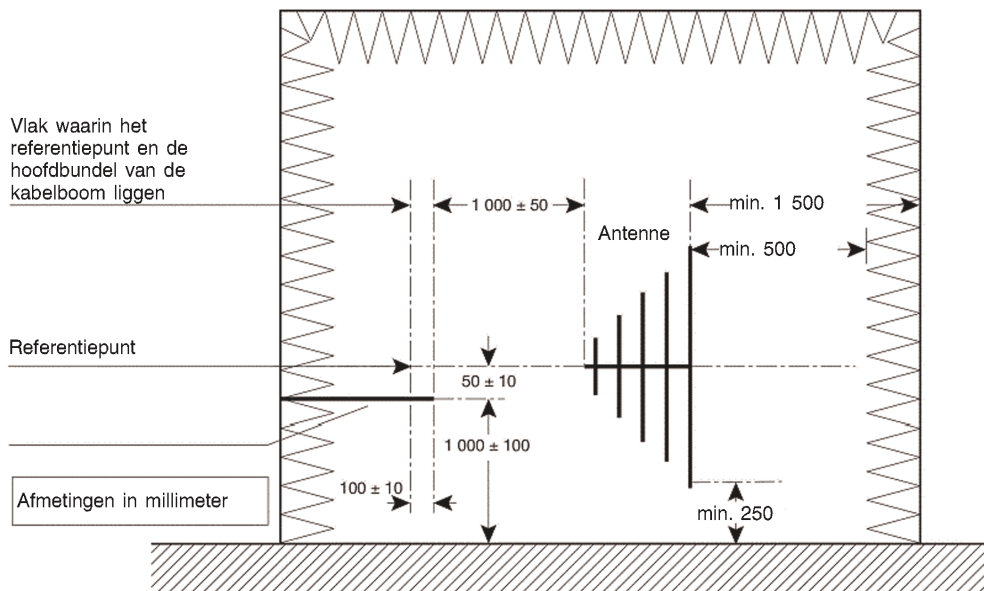 Vlak waarin het
referentiepunt en de
hoofdbundel van de
kabelboom liggen
1 000 ± 50
min. 1 500
Antenne
min. 500
Referentiepunt
50 ± 10
1 000 ± 100
Afmetingen in millimeter
100 ± 10
min. 250